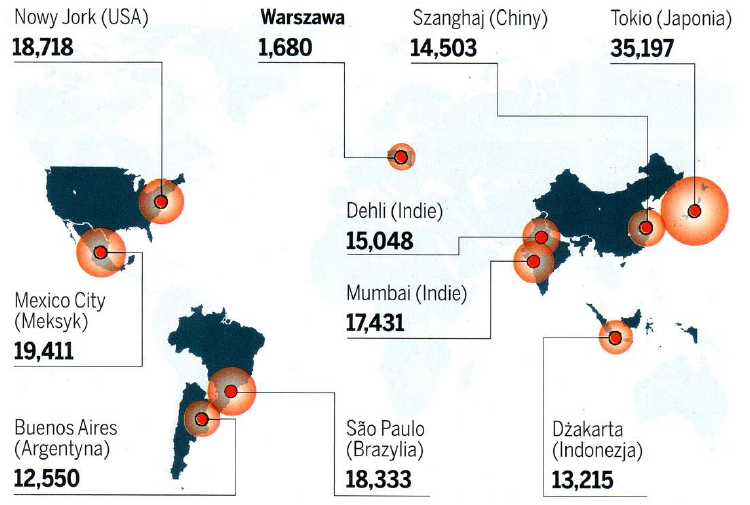 Nowy Jork (USA)
18,718
Warszawa
1,680
Szanghaj (Chiny)
14,503
Tokio (Japonia)
35,197
Dehli (Indie)
15,048
Mumbai (Indie)
17,431
Mexico City
(Meksyk)
19,411
Buenos Aires
(Argentyna)
12,550
São Paulo
(Brazylia)
18,333
Dżakarta
(Indonezja)
13,215